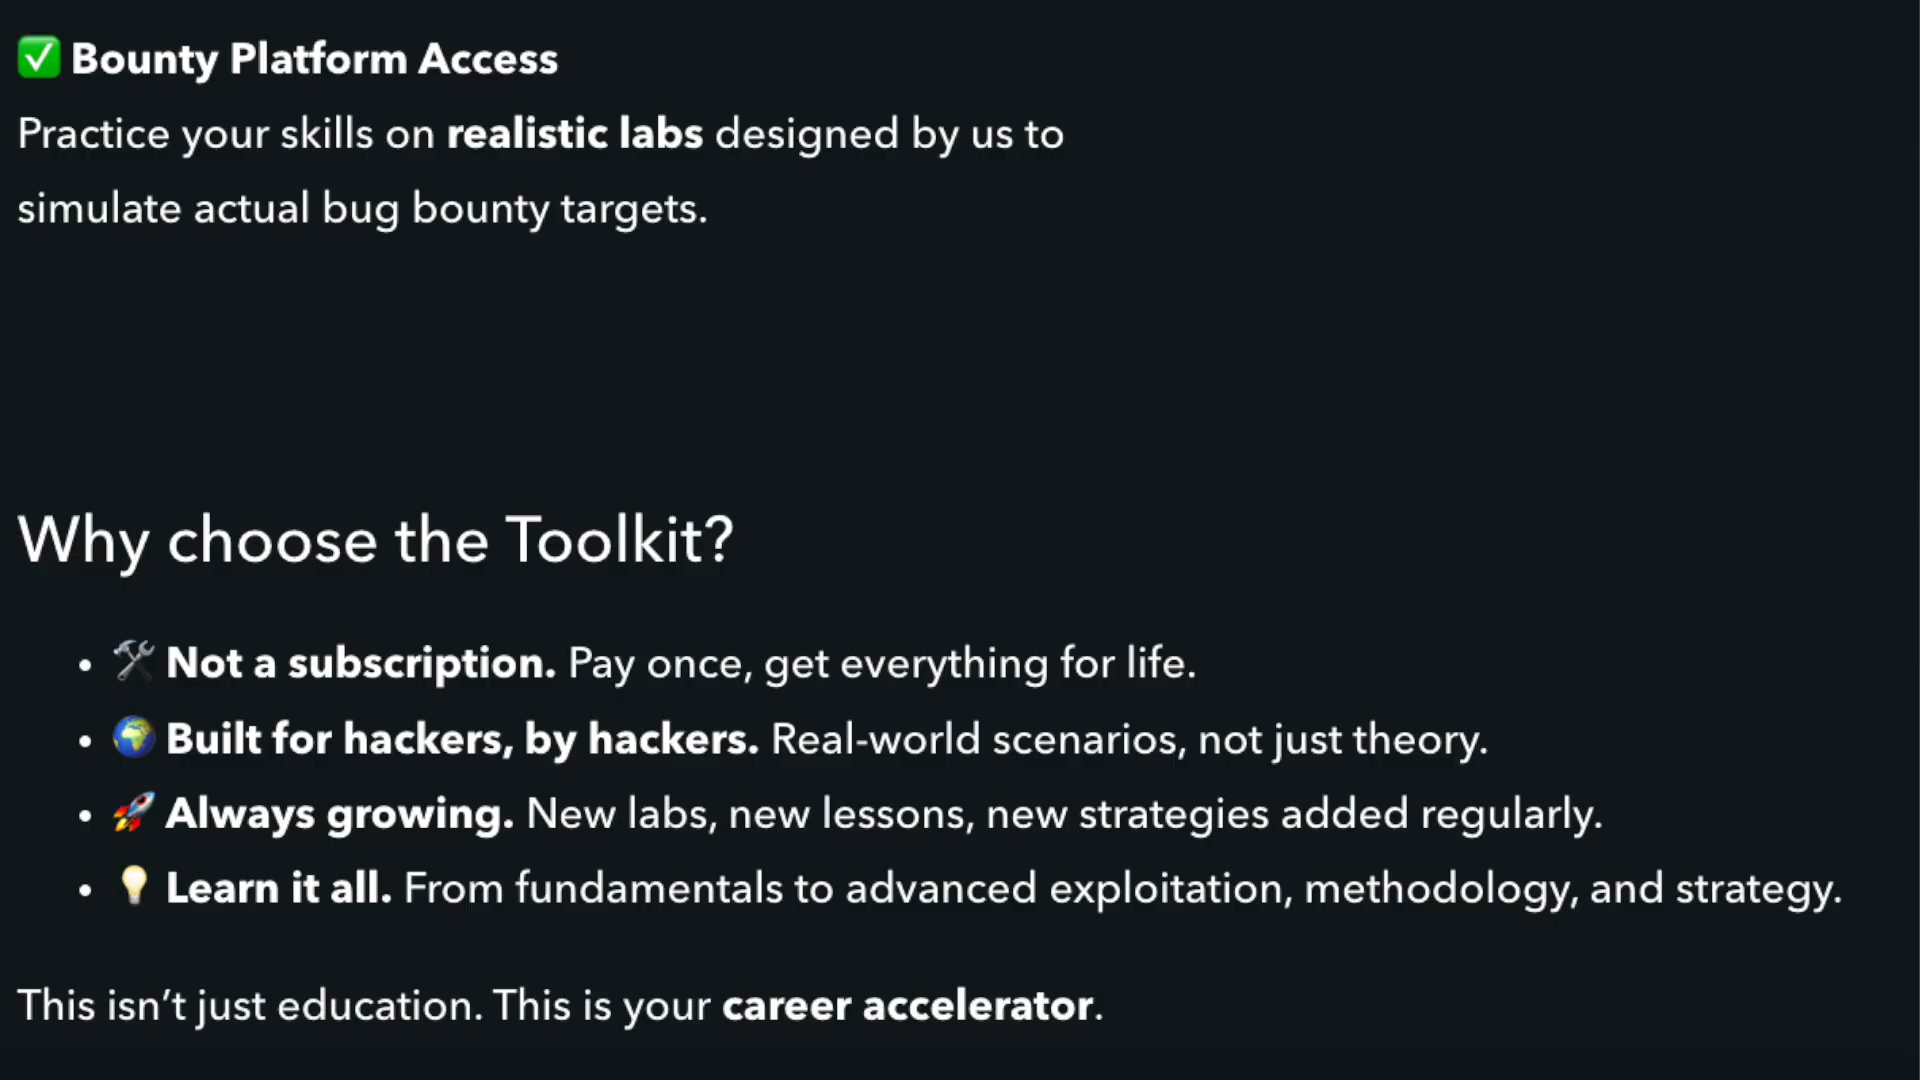 ✅ Bounty Platform Access
Practice your skills on realistic labs designed by us to
simulate actual bug bounty targets.
Why choose the Toolkit?
• 🛠 Not a subscription. Pay once, get everything for life.
• 🌍 Built for hackers, by hackers. Real-world scenarios, not just theory.
• 🚀 Always growing. New labs, new lessons, new strategies added regularly.
• 💡 Learn it all. From fundamentals to advanced exploitation, methodology, and strategy.
This isn’t just education. This is your career accelerator.